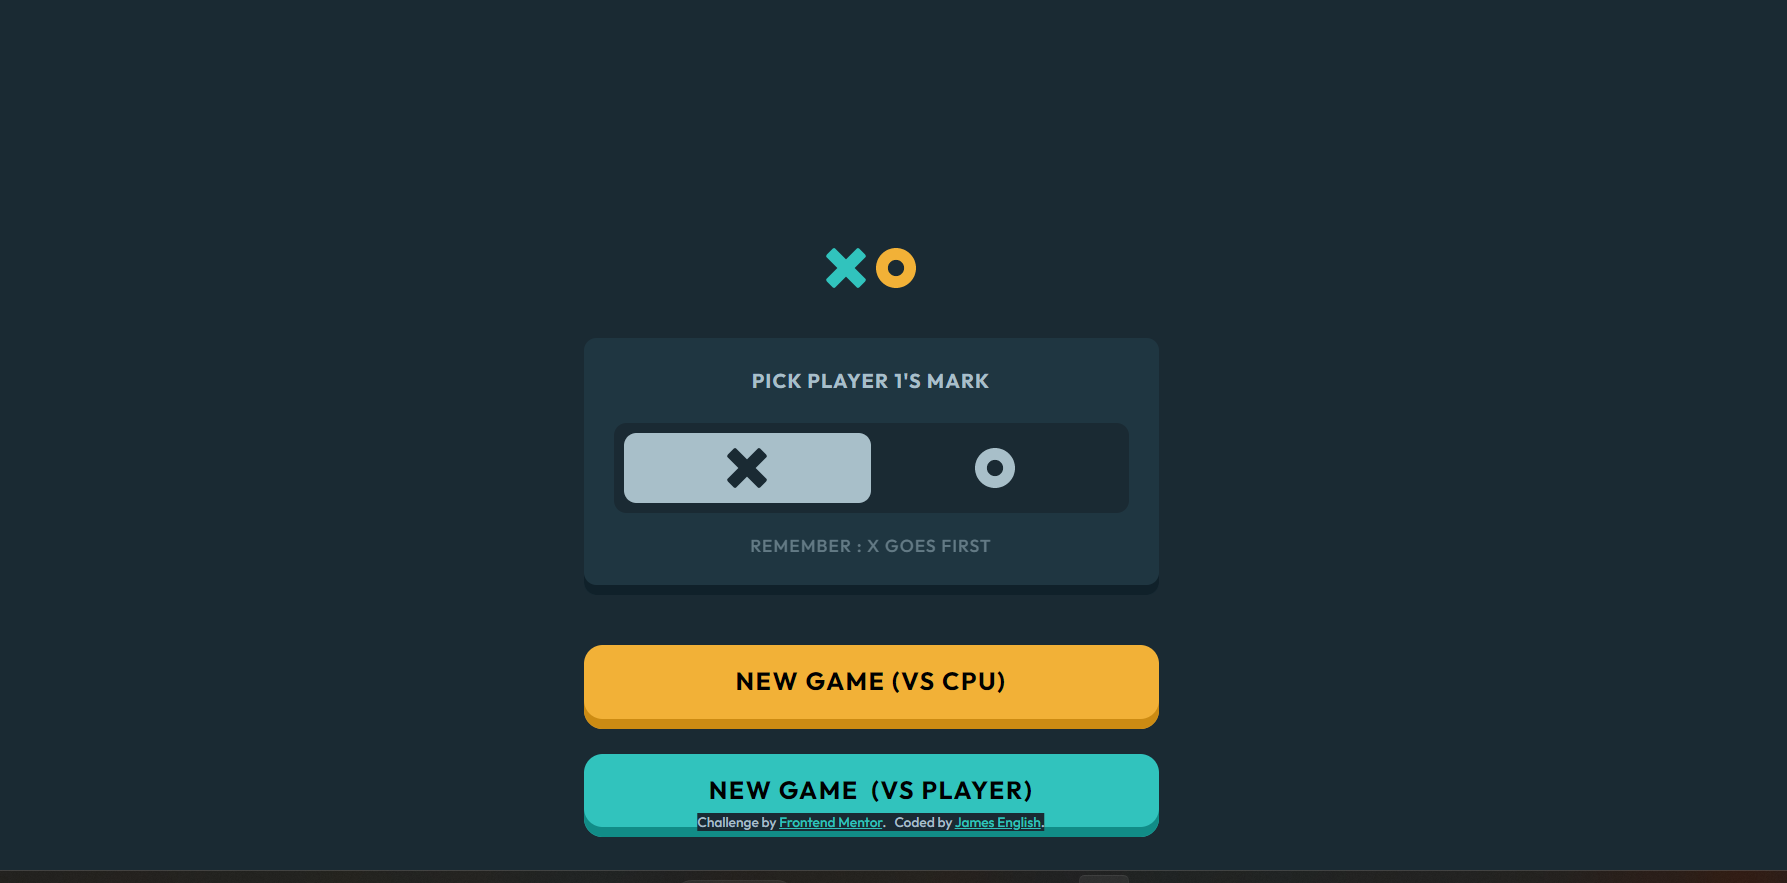 PICK PLAYER 1'S MARK
REMEMBER : X GOES FIRST
NEW GAME (VS CPU)
NEW GAME (VS PLAYER)
Challenge by Frontend Mentor. Coded by James English.